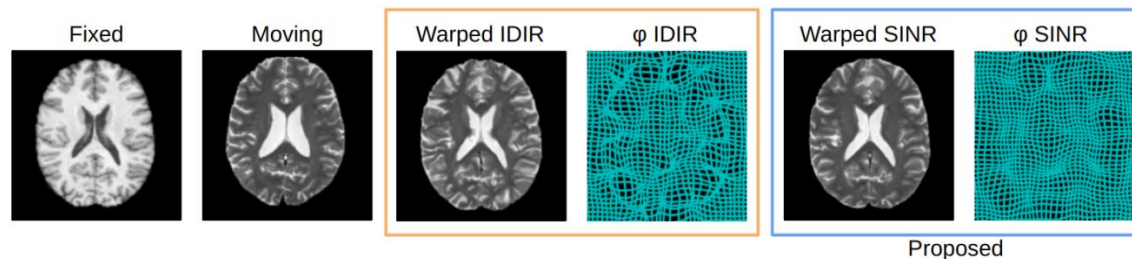 Fixed
Moving
Warped IDIR
φ IDIR
Warped SINR
φ SINR
Proposed